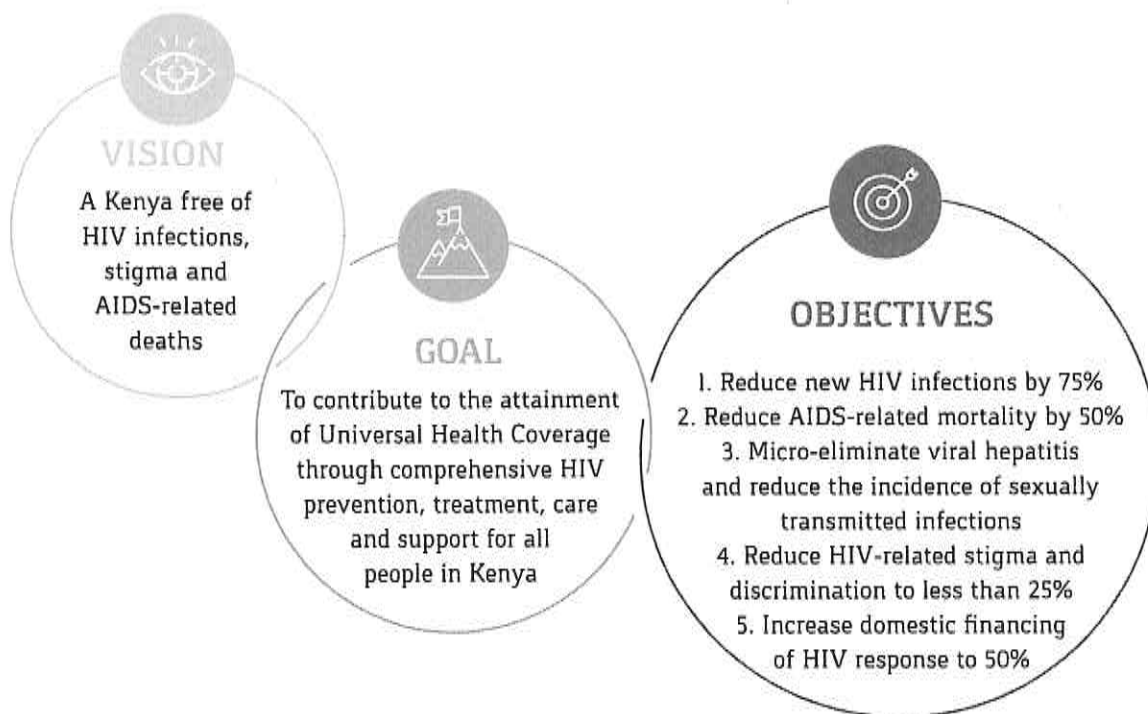 VISION
A Kenya free of
HIV infections,
stigma and
AIDS-related
deaths
GOAL
To contribute to the attainment
of Universal Health Coverage
through comprehensive HIV
prevention, treatment, care
and support for all
people in Kenya
OBJECTIVES
1. Reduce new HIV infections by 75%
2. Reduce AIDS-related mortality by 50%
3. Micro-eliminate viral hepatitis
and reduce the incidence of sexually
transmitted infections
4. Reduce HIV-related stigma and
discrimination to less than 25%
5. Increase domestic financing
of HIV response to 50%